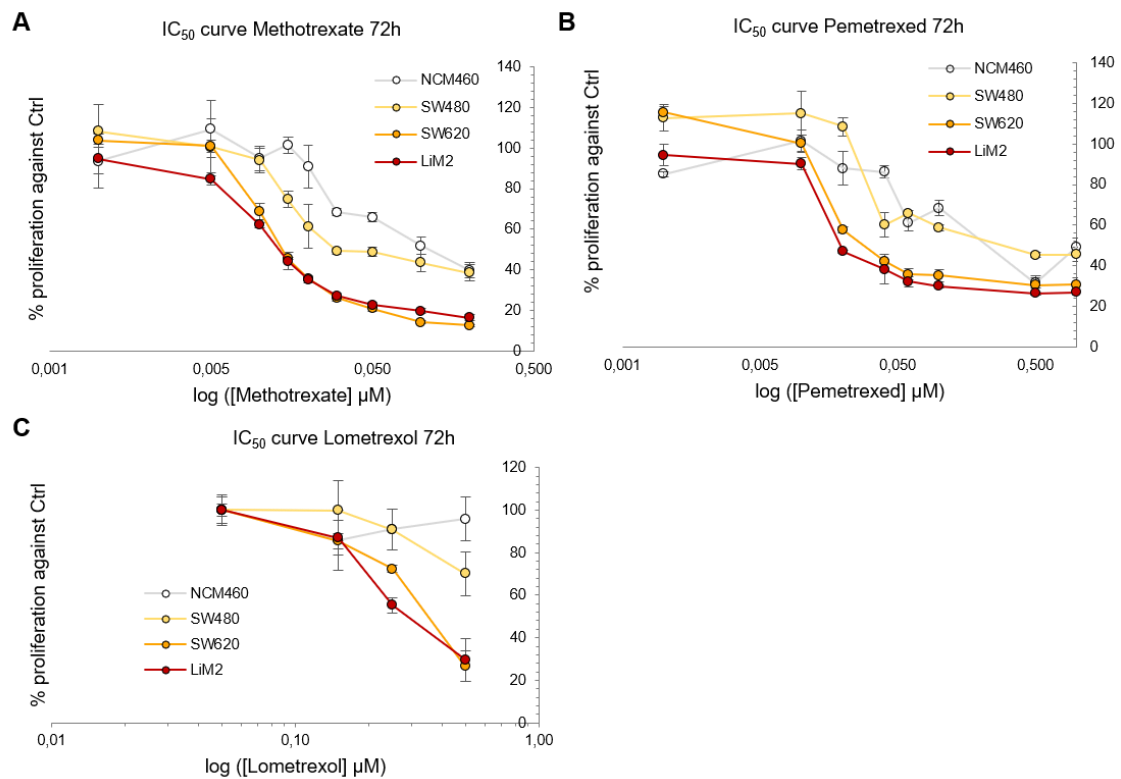 A
IC50 curve Methotrexate 72h
% proliferation against Ctrl
NCM460
SW480
SW620
LiM2
140
120
100
80
60
40
20
0
0,001
0,005
0,050
0,500
log ([Methotrexate] µM)
B
IC50 curve Pemetrexed 72h
% proliferation against Ctrl
NCM460
SW480
SW620
LiM2
140
120
100
80
60
40
20
0
0,001
0,005
0,050
0,500
log ([Pemetrexed] µM)
C
IC50 curve Lometrexol 72h
% proliferation against Ctrl
120
100
80
60
40
20
0
NCM460
SW480
SW620
LiM2
0,01
0,10
1,00
log ([Lometrexol] µM)